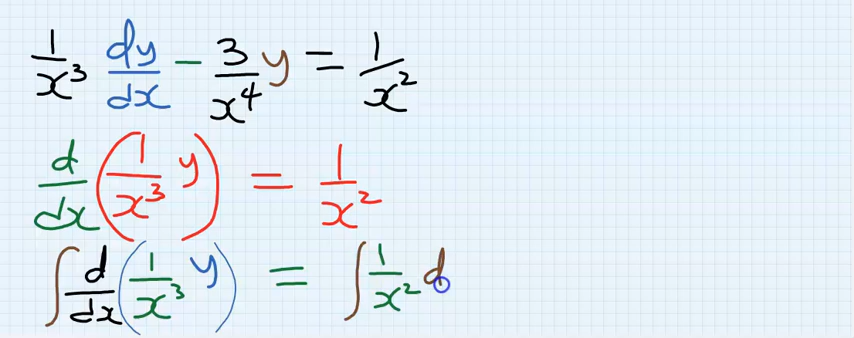 1/x³ dy/dx - 3/x⁴ y = 1/x²
d/dx (1/x³ y) = 1/x²
∫ d/dx (1/x³ y) = ∫ 1/x² d